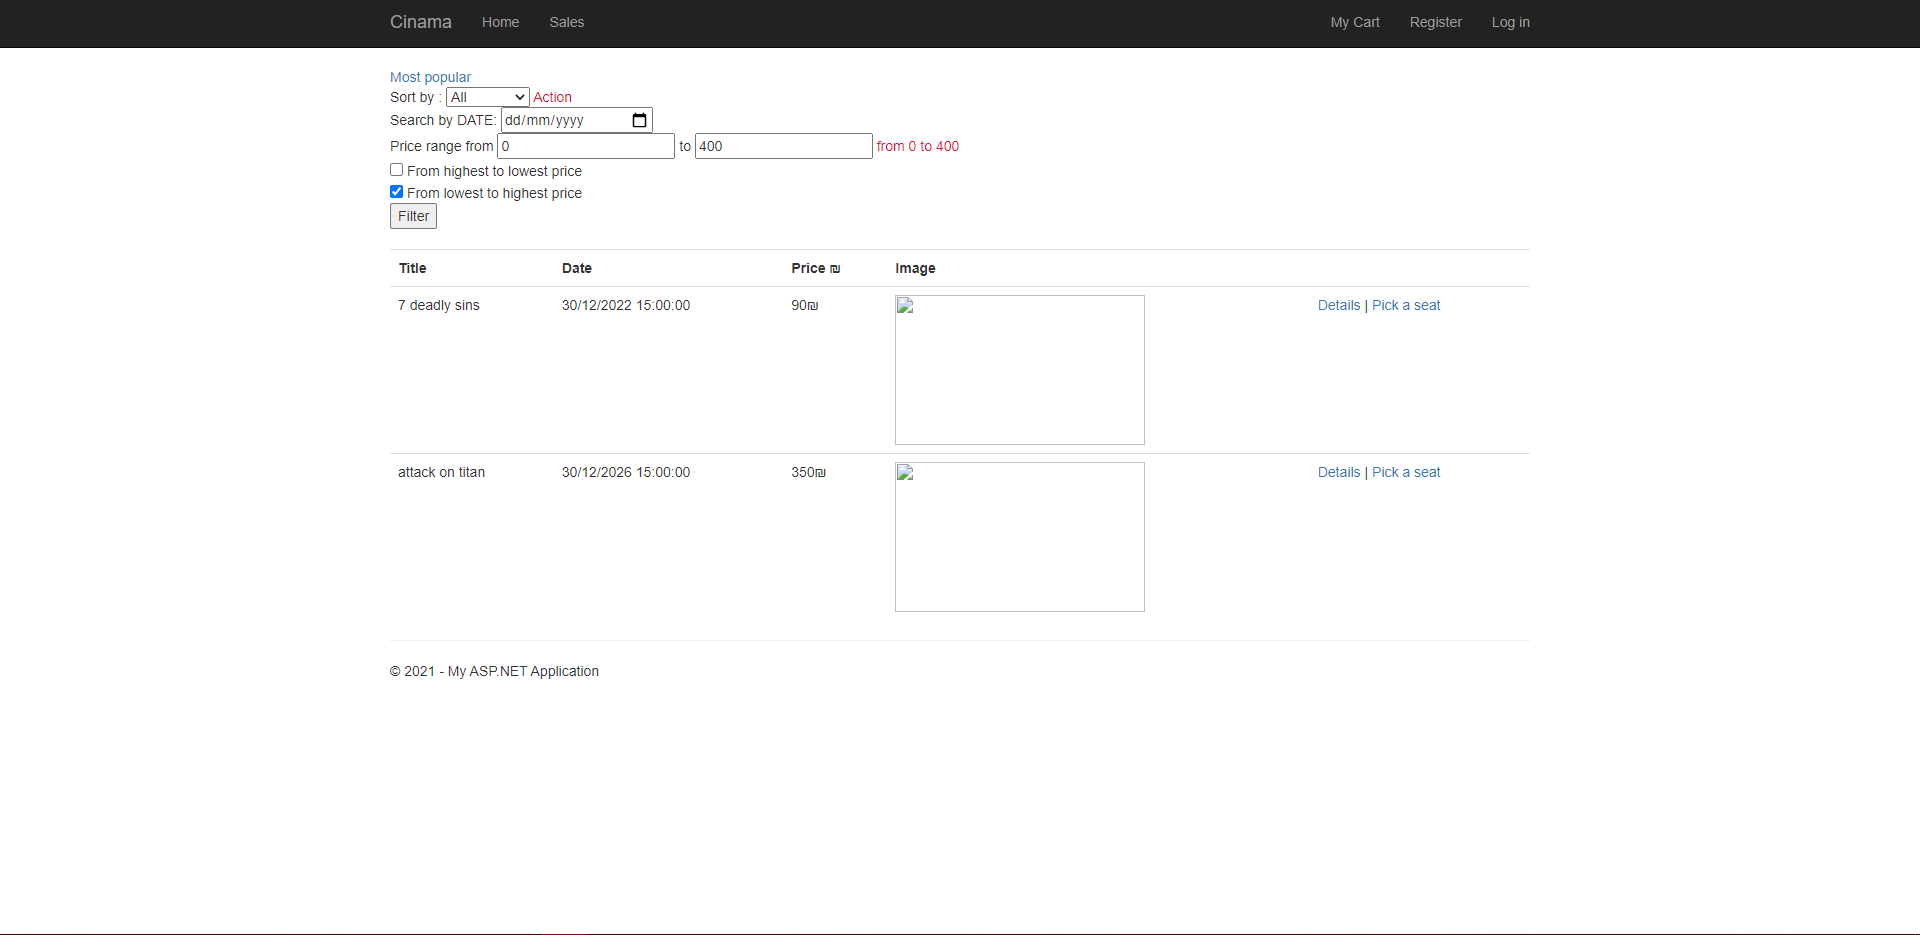 Cinama Home Sales My Cart Register Log in
Most popular
Sort by : All Action
Search by DATE: dd/mm/yyyy
Price range from 0 to 400 from 0 to 400
From highest to lowest price
From lowest to highest price
Filter
Title Date Price ₪ Image
7 deadly sins 30/12/2022 15:00:00 90₪ Details | Pick a seat
attack on titan 30/12/2026 15:00:00 350₪ Details | Pick a seat
© 2021 - My ASP.NET Application